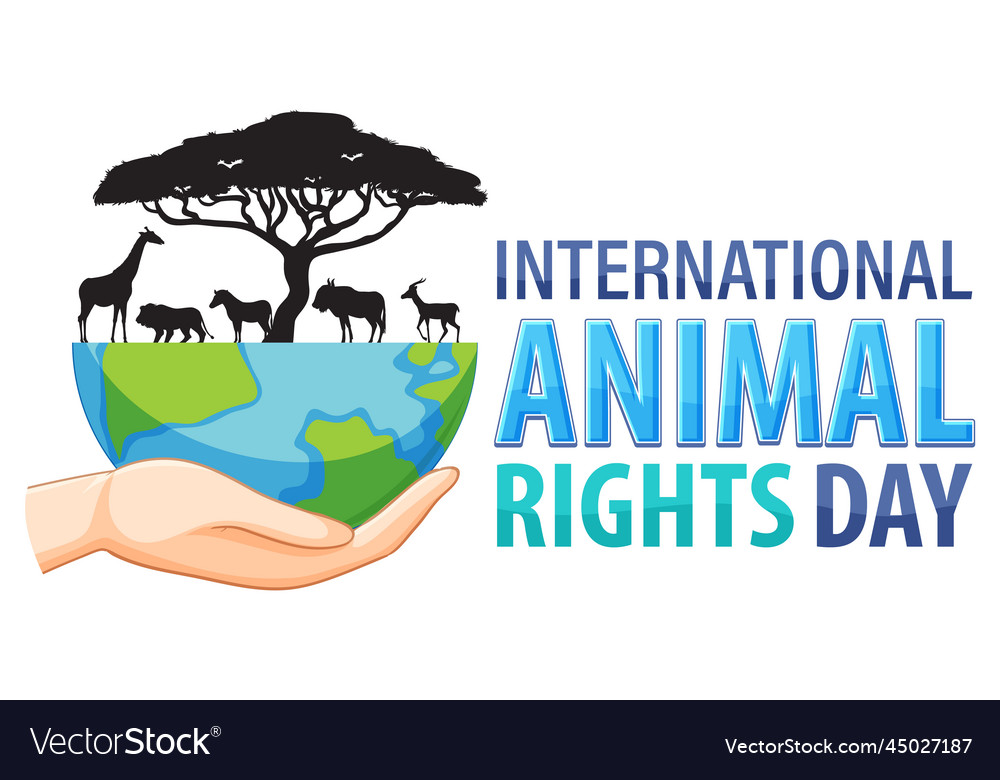 INTERNATIONAL
ANIMAL
RIGHTS DAY
VectorStock®
VectorStock.com/45027187